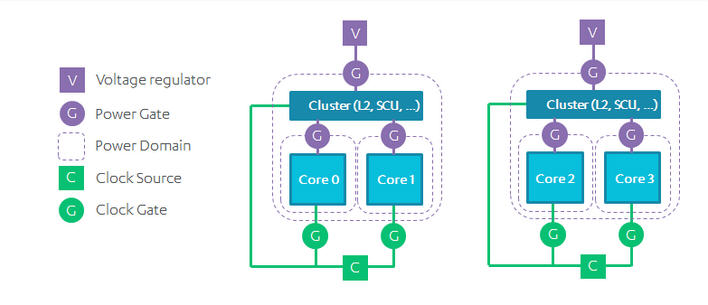 V
V
G
G
V Voltage regulator
Cluster (L2, SCU, ...)
Cluster (L2, SCU, ...)
G Power Gate
G
G
G
G
Power Domain
C Clock Source
Core 0
Core 1
Core 2
Core 3
G Clock Gate
G
G
G
G
C
C